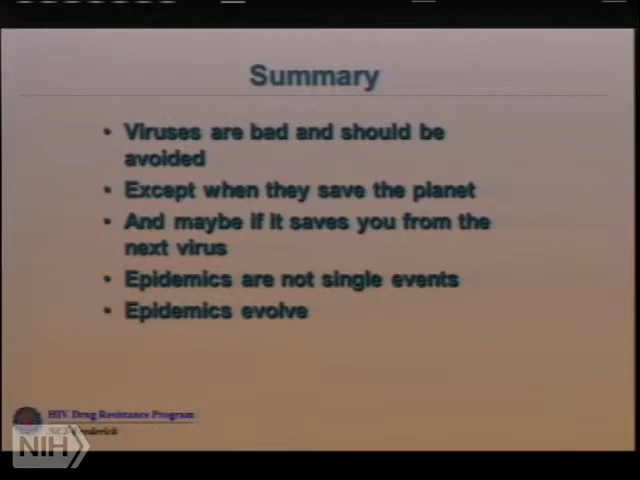 Summary
• Viruses are bad and should be
avoided
• Except when they save the planet
• And maybe if it saves you from the
next virus
• Epidemics are not single events
• Epidemics evolve
HIV Drug Resistance Program
NIH